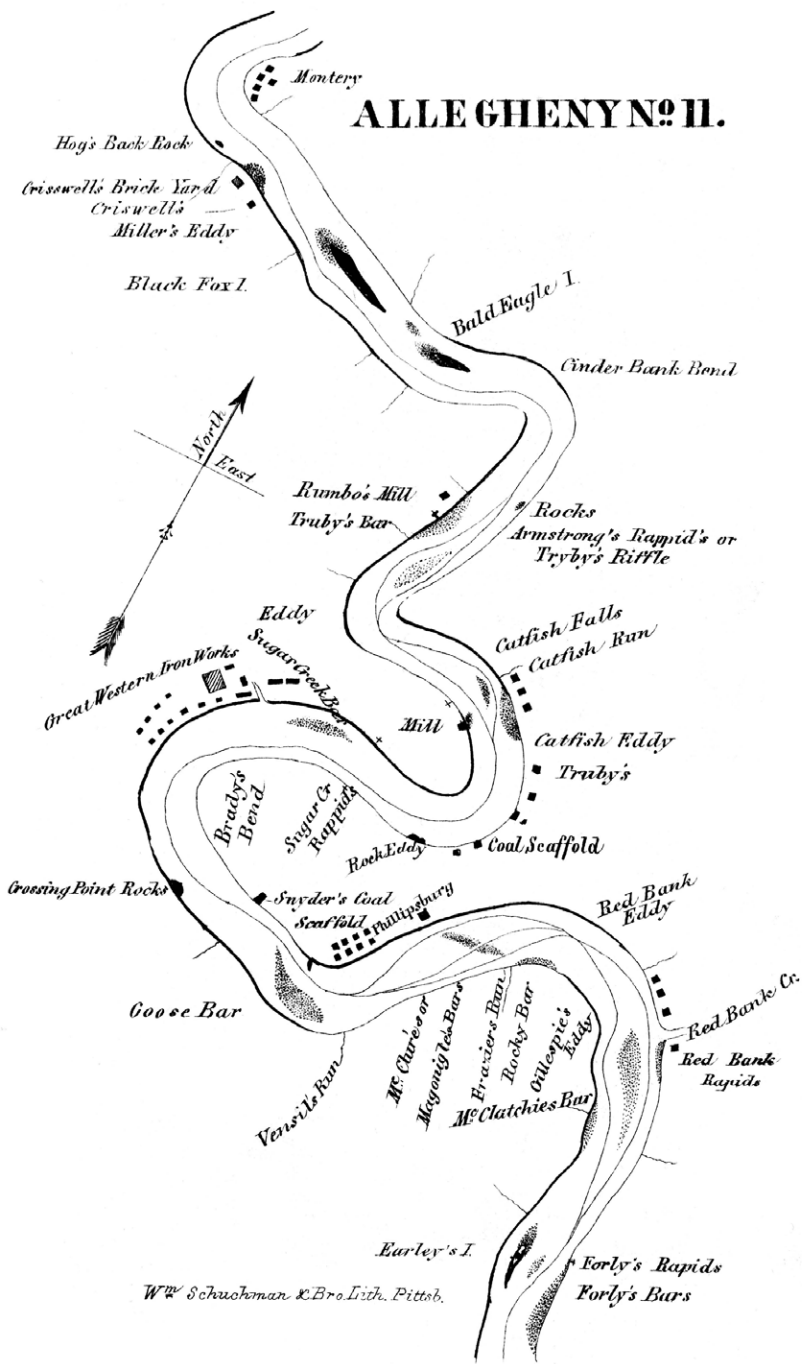 Montery
ALLEGHENY No. 11.
Hog's Back Rock
Crisswell's Brick Yard
Criswell's
Miller's Eddy
Black Fox I.
Bald Eagle I.
Cinder Bank Bend
North
East
Rumbo's Mill
Truby's Bar
Rocks
Armstrong's Rappid's or
Tryby's Riffle
Eddy
Catfish Falls
Catfish Run
Great Western Iron Works
Sugar Creek Bar
Mill
Catfish Eddy
Truby's
Brady's
Bend
Sugar Cr
Rappid's
Rock Eddy
Coal Scaffold
Crossing Point Rocks
Snyder's Coal
Scaffold
Phillipsburg
Red Bank
Eddy
Goose Bar
Red Bank Cr.
Red Bank
Rapids
Vensil's Run
Mc Clure's or
Magonigle's Bars
Fraziers Run
Rocky Bar
Gillespie's
Eddy
Mc Clatchies Bar
Earley's I.
Forly's Rapids
Forly's Bars
Wm Schuchman & Bro. Lith. Pittsb.